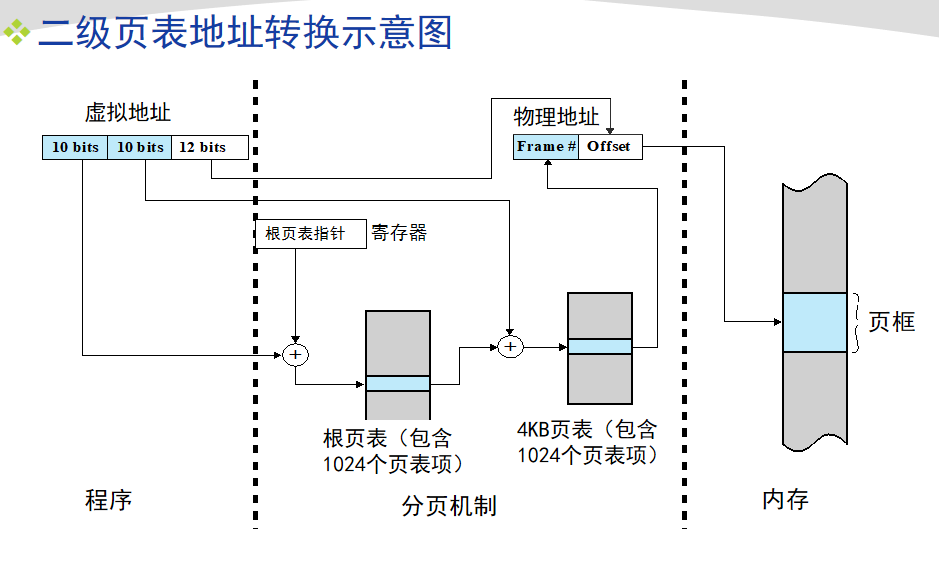 二级页表地址转换示意图
虚拟地址
10 bits 10 bits 12 bits
物理地址
Frame # Offset
根页表指针 寄存器
页框
根页表（包含
1024个页表项）
4KB页表（包含
1024个页表项）
程序
分页机制
内存